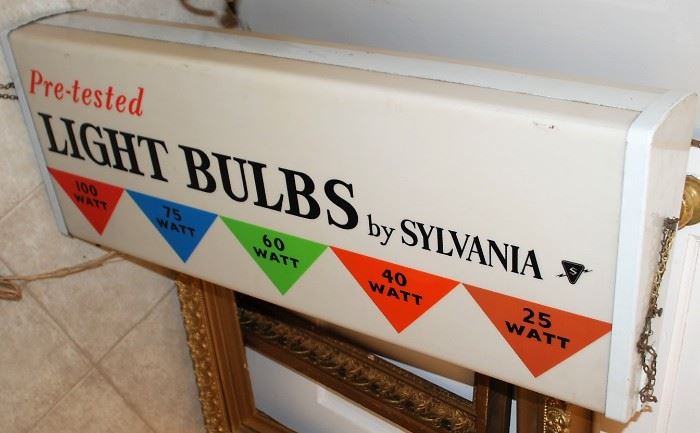 Pre-tested
LIGHT BULBS by SYLVANIA
S
100 WATT
75 WATT
60 WATT
40 WATT
25 WATT